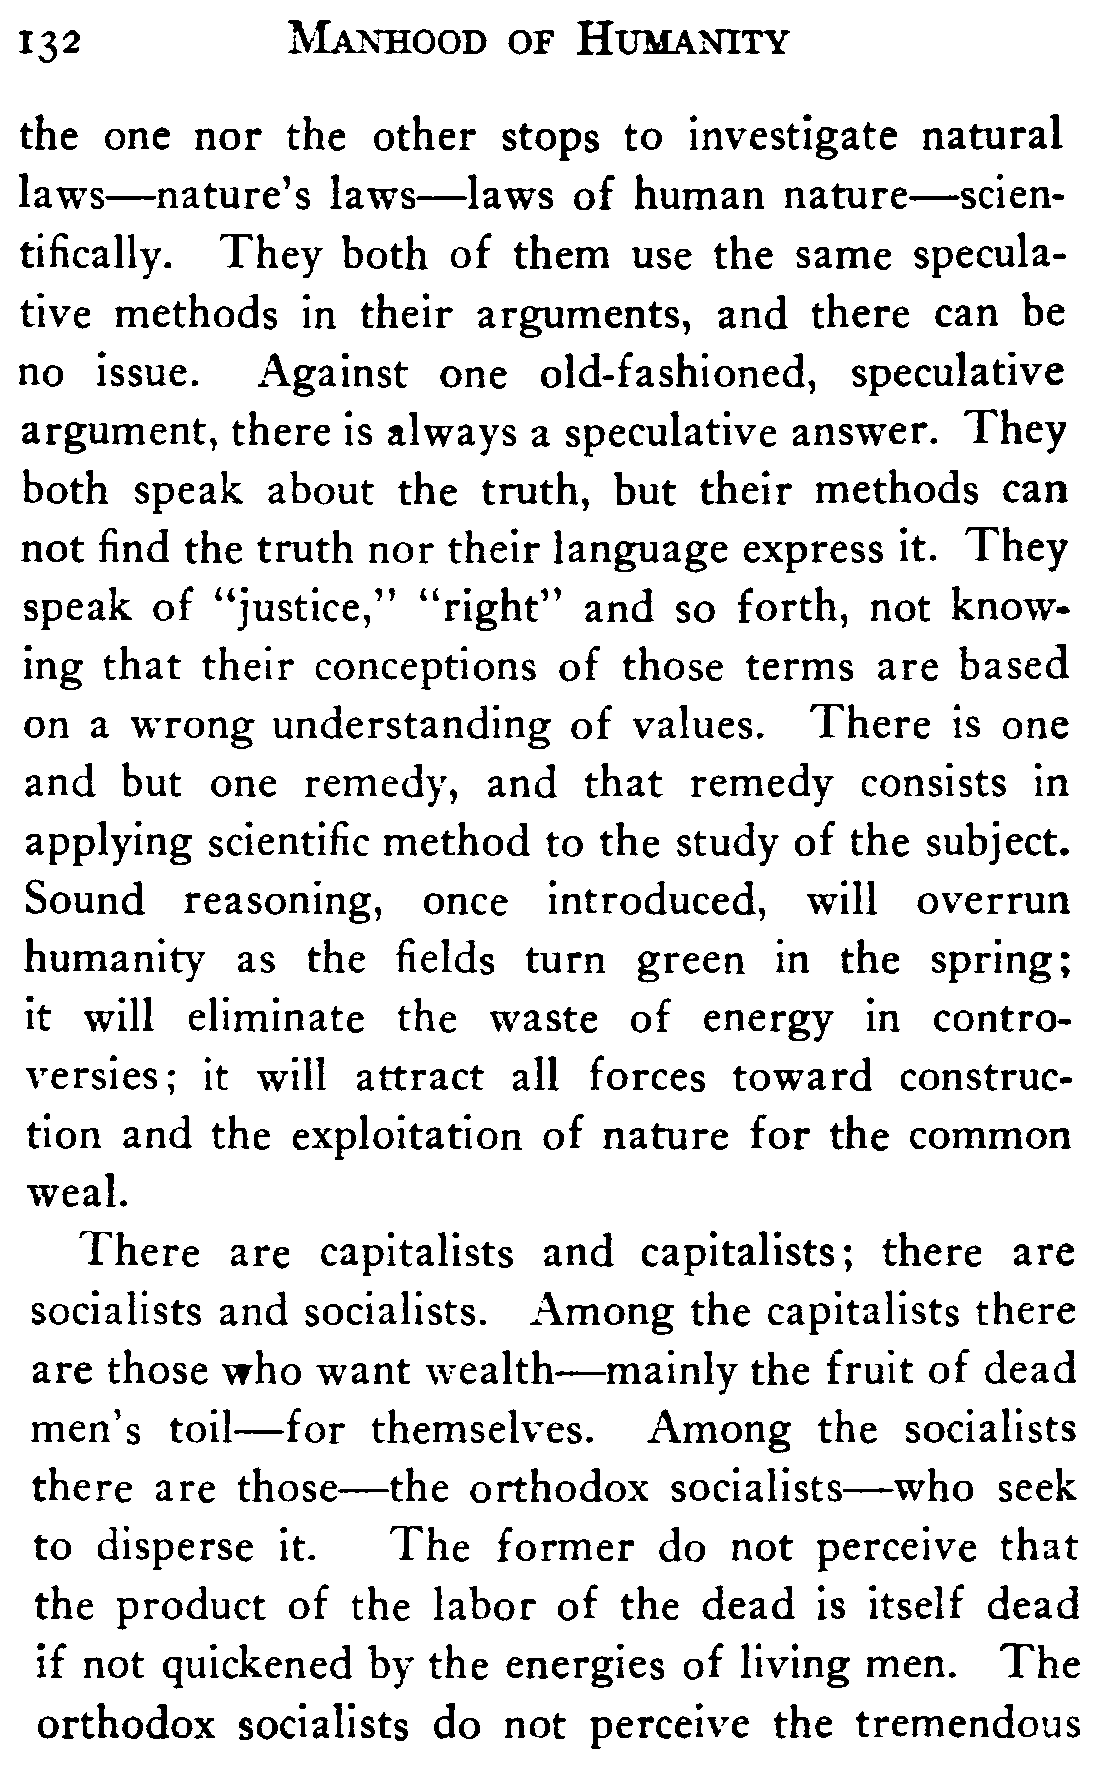 132 Manhood of Humanity
the one nor the other stops to investigate natural
laws—nature's laws—laws of human nature—scien-
tifically. They both of them use the same specula-
tive methods in their arguments, and there can be
no issue. Against one old-fashioned, speculative
argument, there is always a speculative answer. They
both speak about the truth, but their methods can
not find the truth nor their language express it. They
speak of "justice," "right" and so forth, not know-
ing that their conceptions of those terms are based
on a wrong understanding of values. There is one
and but one remedy, and that remedy consists in
applying scientific method to the study of the subject.
Sound reasoning, once introduced, will overrun
humanity as the fields turn green in the spring;
it will eliminate the waste of energy in contro-
versies; it will attract all forces toward construc-
tion and the exploitation of nature for the common
weal.
There are capitalists and capitalists; there are
socialists and socialists. Among the capitalists there
are those who want wealth—mainly the fruit of dead
men's toil—for themselves. Among the socialists
there are those—the orthodox socialists—who seek
to disperse it. The former do not perceive that
the product of the labor of the dead is itself dead
if not quickened by the energies of living men. The
orthodox socialists do not perceive the tremendous